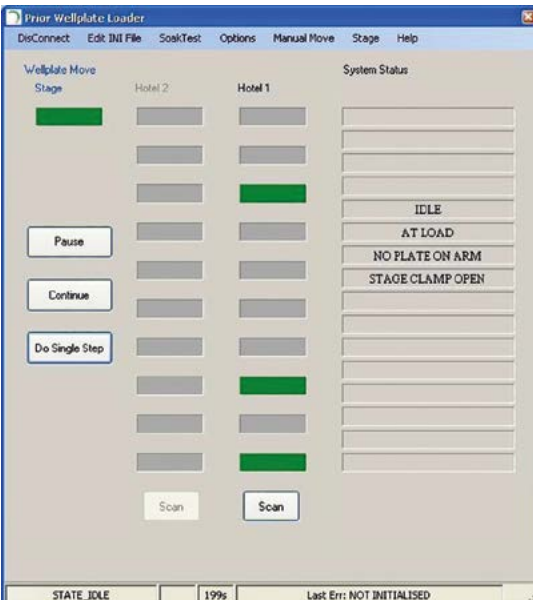 Prior Wellplate Loader
DisConnect Edit INI File SoakTest Options Manual Move Stage Help
Wellplate Move System Status
Stage Hotel 2 Hotel 1
IDLE
AT LOAD
Pause
NO PLATE ON ARM
STAGE CLAMP OPEN
Continue
Do Single Step
Scan Scan
STATE_IDLE 199s Last Err: NOT INITIALISED